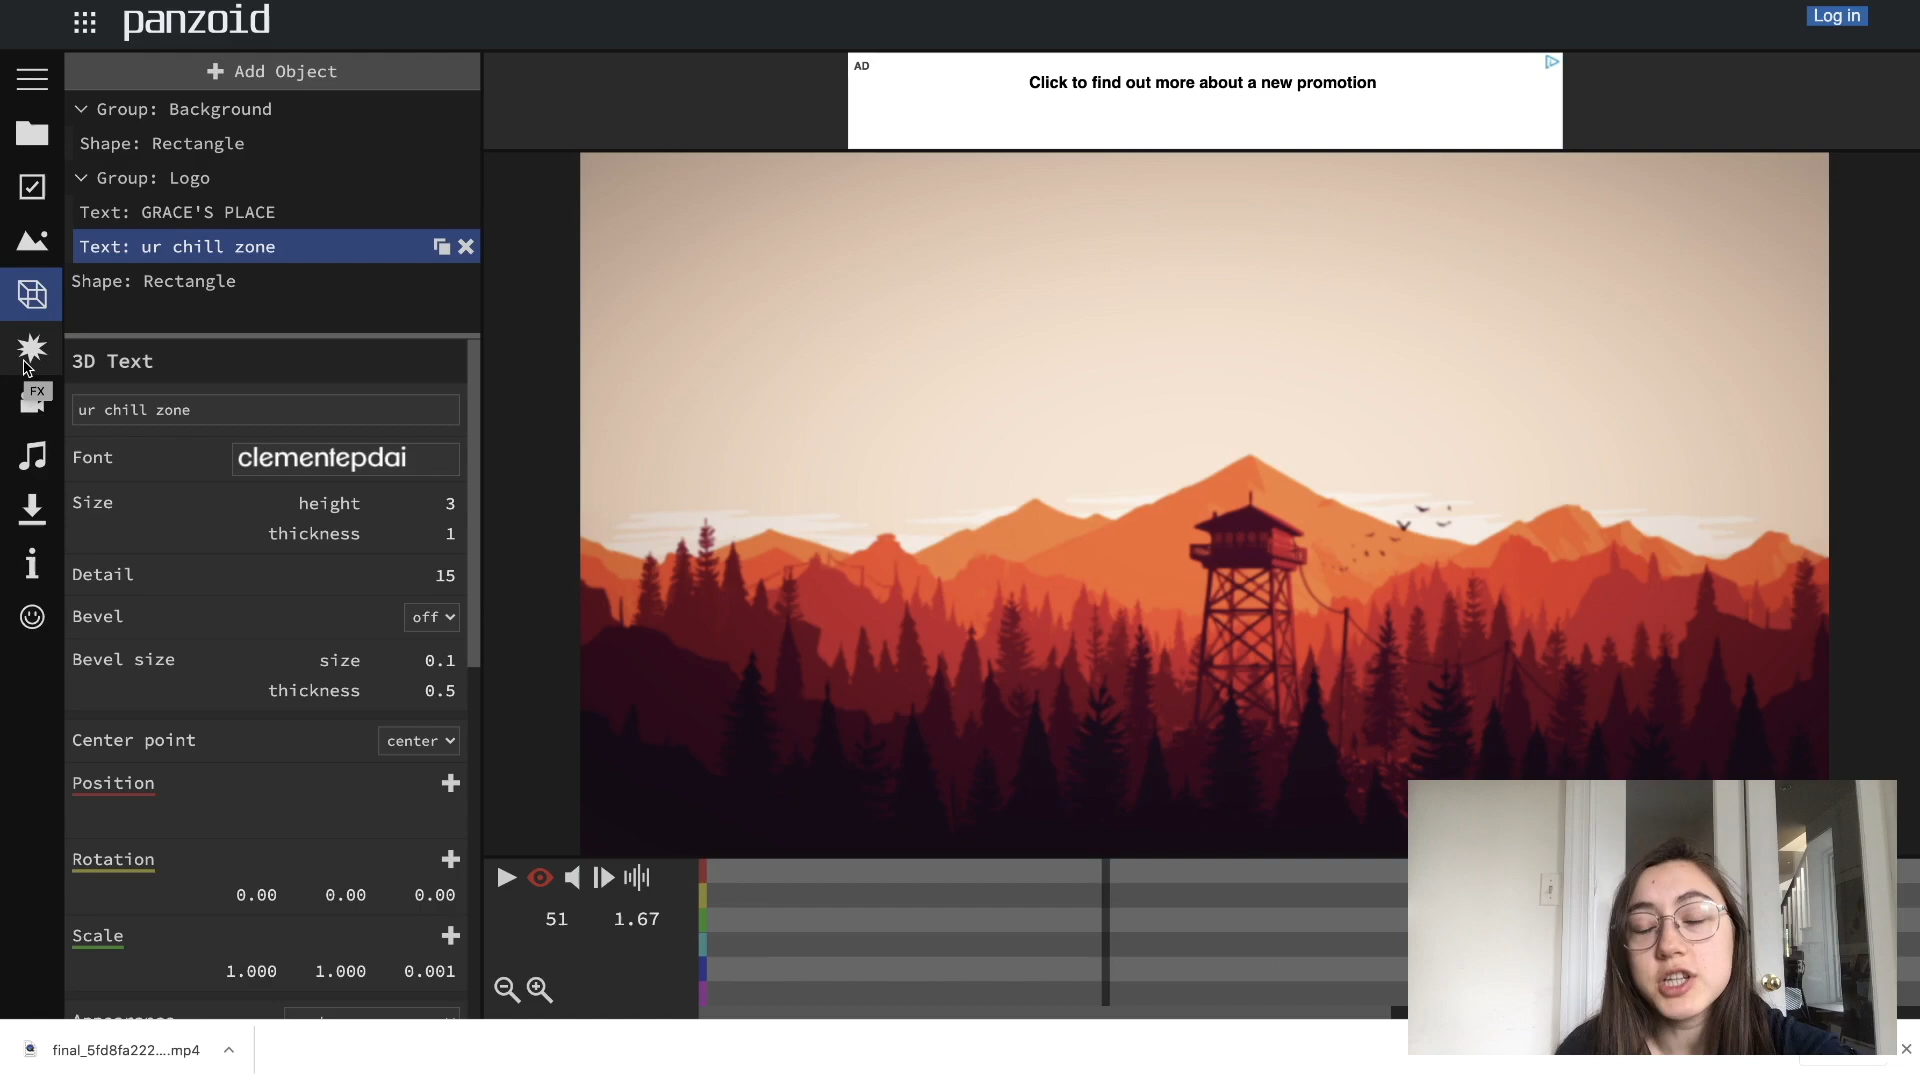 panzoid
Log in
Add Object
AD
Click to find out more about a new promotion
Group: Background
Shape: Rectangle
Group: Logo
Text: GRACE'S PLACE
Text: ur chill zone
Shape: Rectangle
3D Text
FX
ur chill zone
Font clementepdai
Size height 3
thickness 1
Detail 15
Bevel off
Bevel size size 0.1
thickness 0.5
Center point center
Position
Rotation
0.00 0.00 0.00
Scale
1.000 1.000 0.001
51 1.67
final_5fd8fa222....mp4